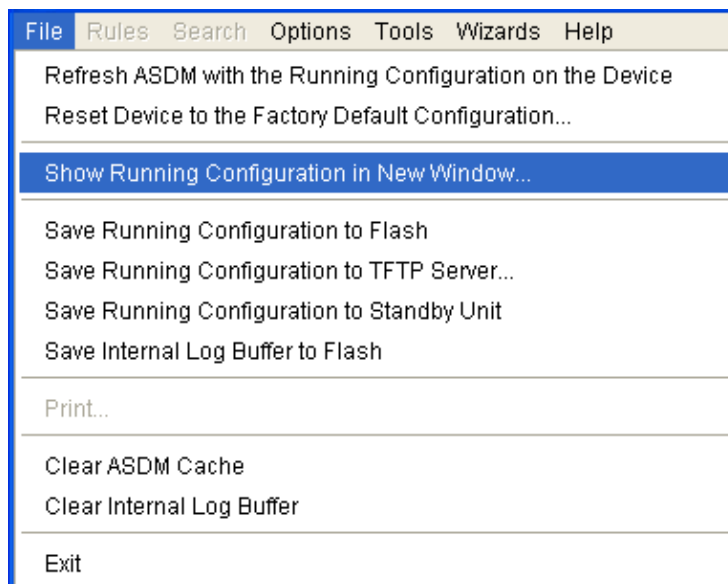 File Rules Search Options Tools Wizards Help
Refresh ASDM with the Running Configuration on the Device
Reset Device to the Factory Default Configuration...
Show Running Configuration in New Window...
Save Running Configuration to Flash
Save Running Configuration to TFTP Server...
Save Running Configuration to Standby Unit
Save Internal Log Buffer to Flash
Print...
Clear ASDM Cache
Clear Internal Log Buffer
Exit